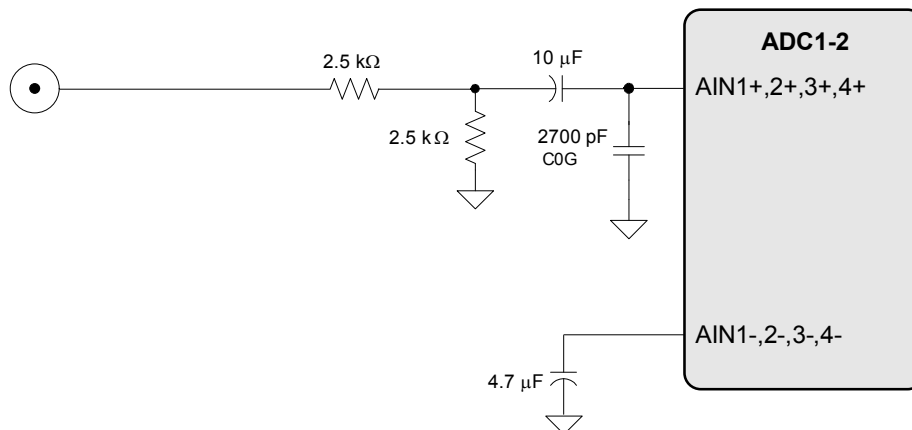 ADC1-2
10 µF
2.5 kΩ
AIN1+,2+,3+,4+
2.5 kΩ
2700 pF
C0G
AIN1-,2-,3-,4-
4.7 µF